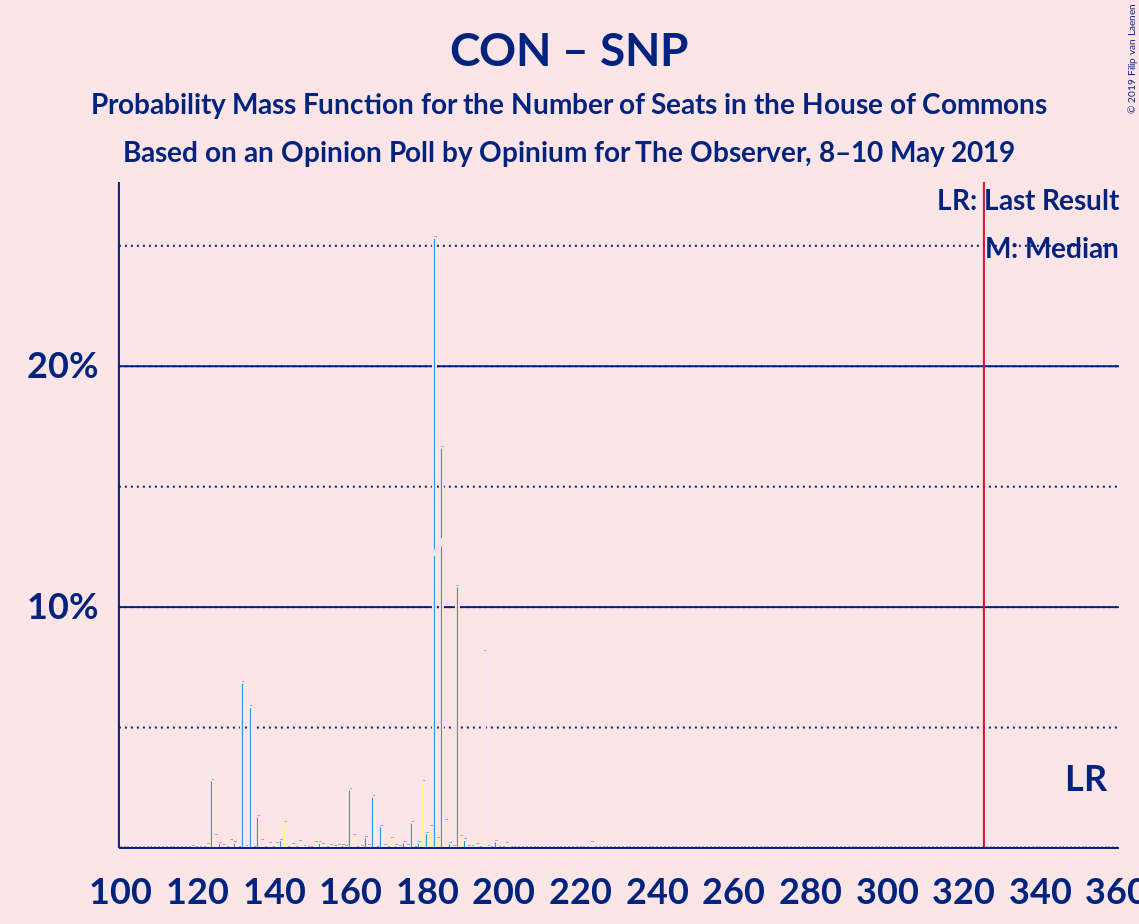 CON – SNP
Probability Mass Function for the Number of Seats in the House of Commons
Based on an Opinion Poll by Opinium for The Observer, 8–10 May 2019
© 2019 Filip van Laenen
LR: Last Result
M: Median
20%
10%
LR
100 120 140 160 180 200 220 240 260 280 300 320 340 360